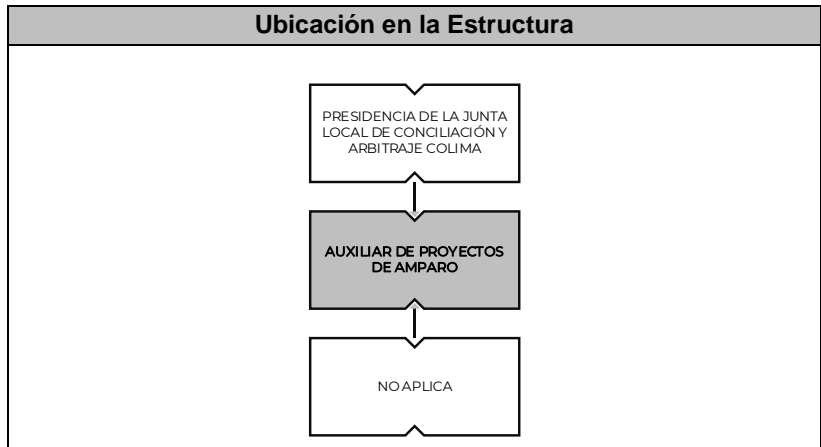 Ubicación en la Estructura
PRESIDENCIA DE LA JUNTA
LOCAL DE CONCILIACIÓN Y
ARBITRAJE COLIMA
AUXILIAR DE PROYECTOS
DE AMPARO
NO APLICA